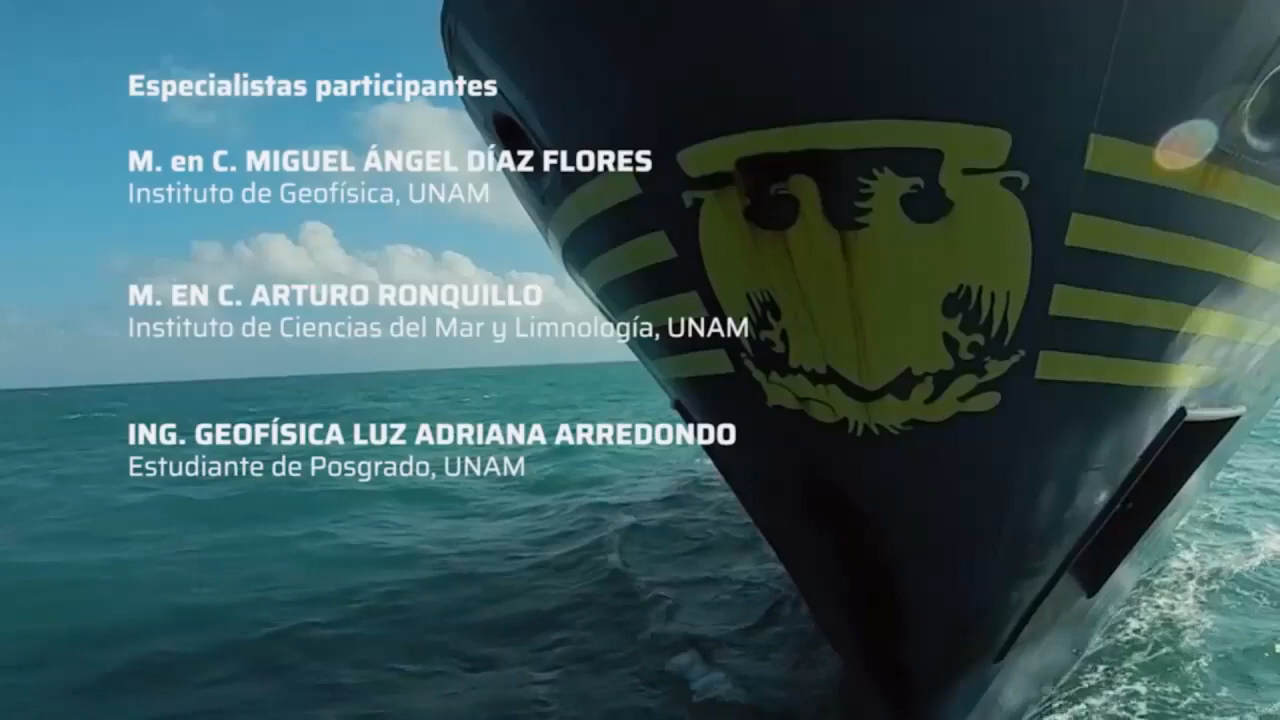 Especialistas participantes
M. en C. MIGUEL ÁNGEL DÍAZ FLORES
Instituto de Geofísica, UNAM
M. EN C. ARTURO RONQUILLO
Instituto de Ciencias del Mar y Limnología, UNAM
ING. GEOFÍSICA LUZ ADRIANA ARREDONDO
Estudiante de Posgrado, UNAM